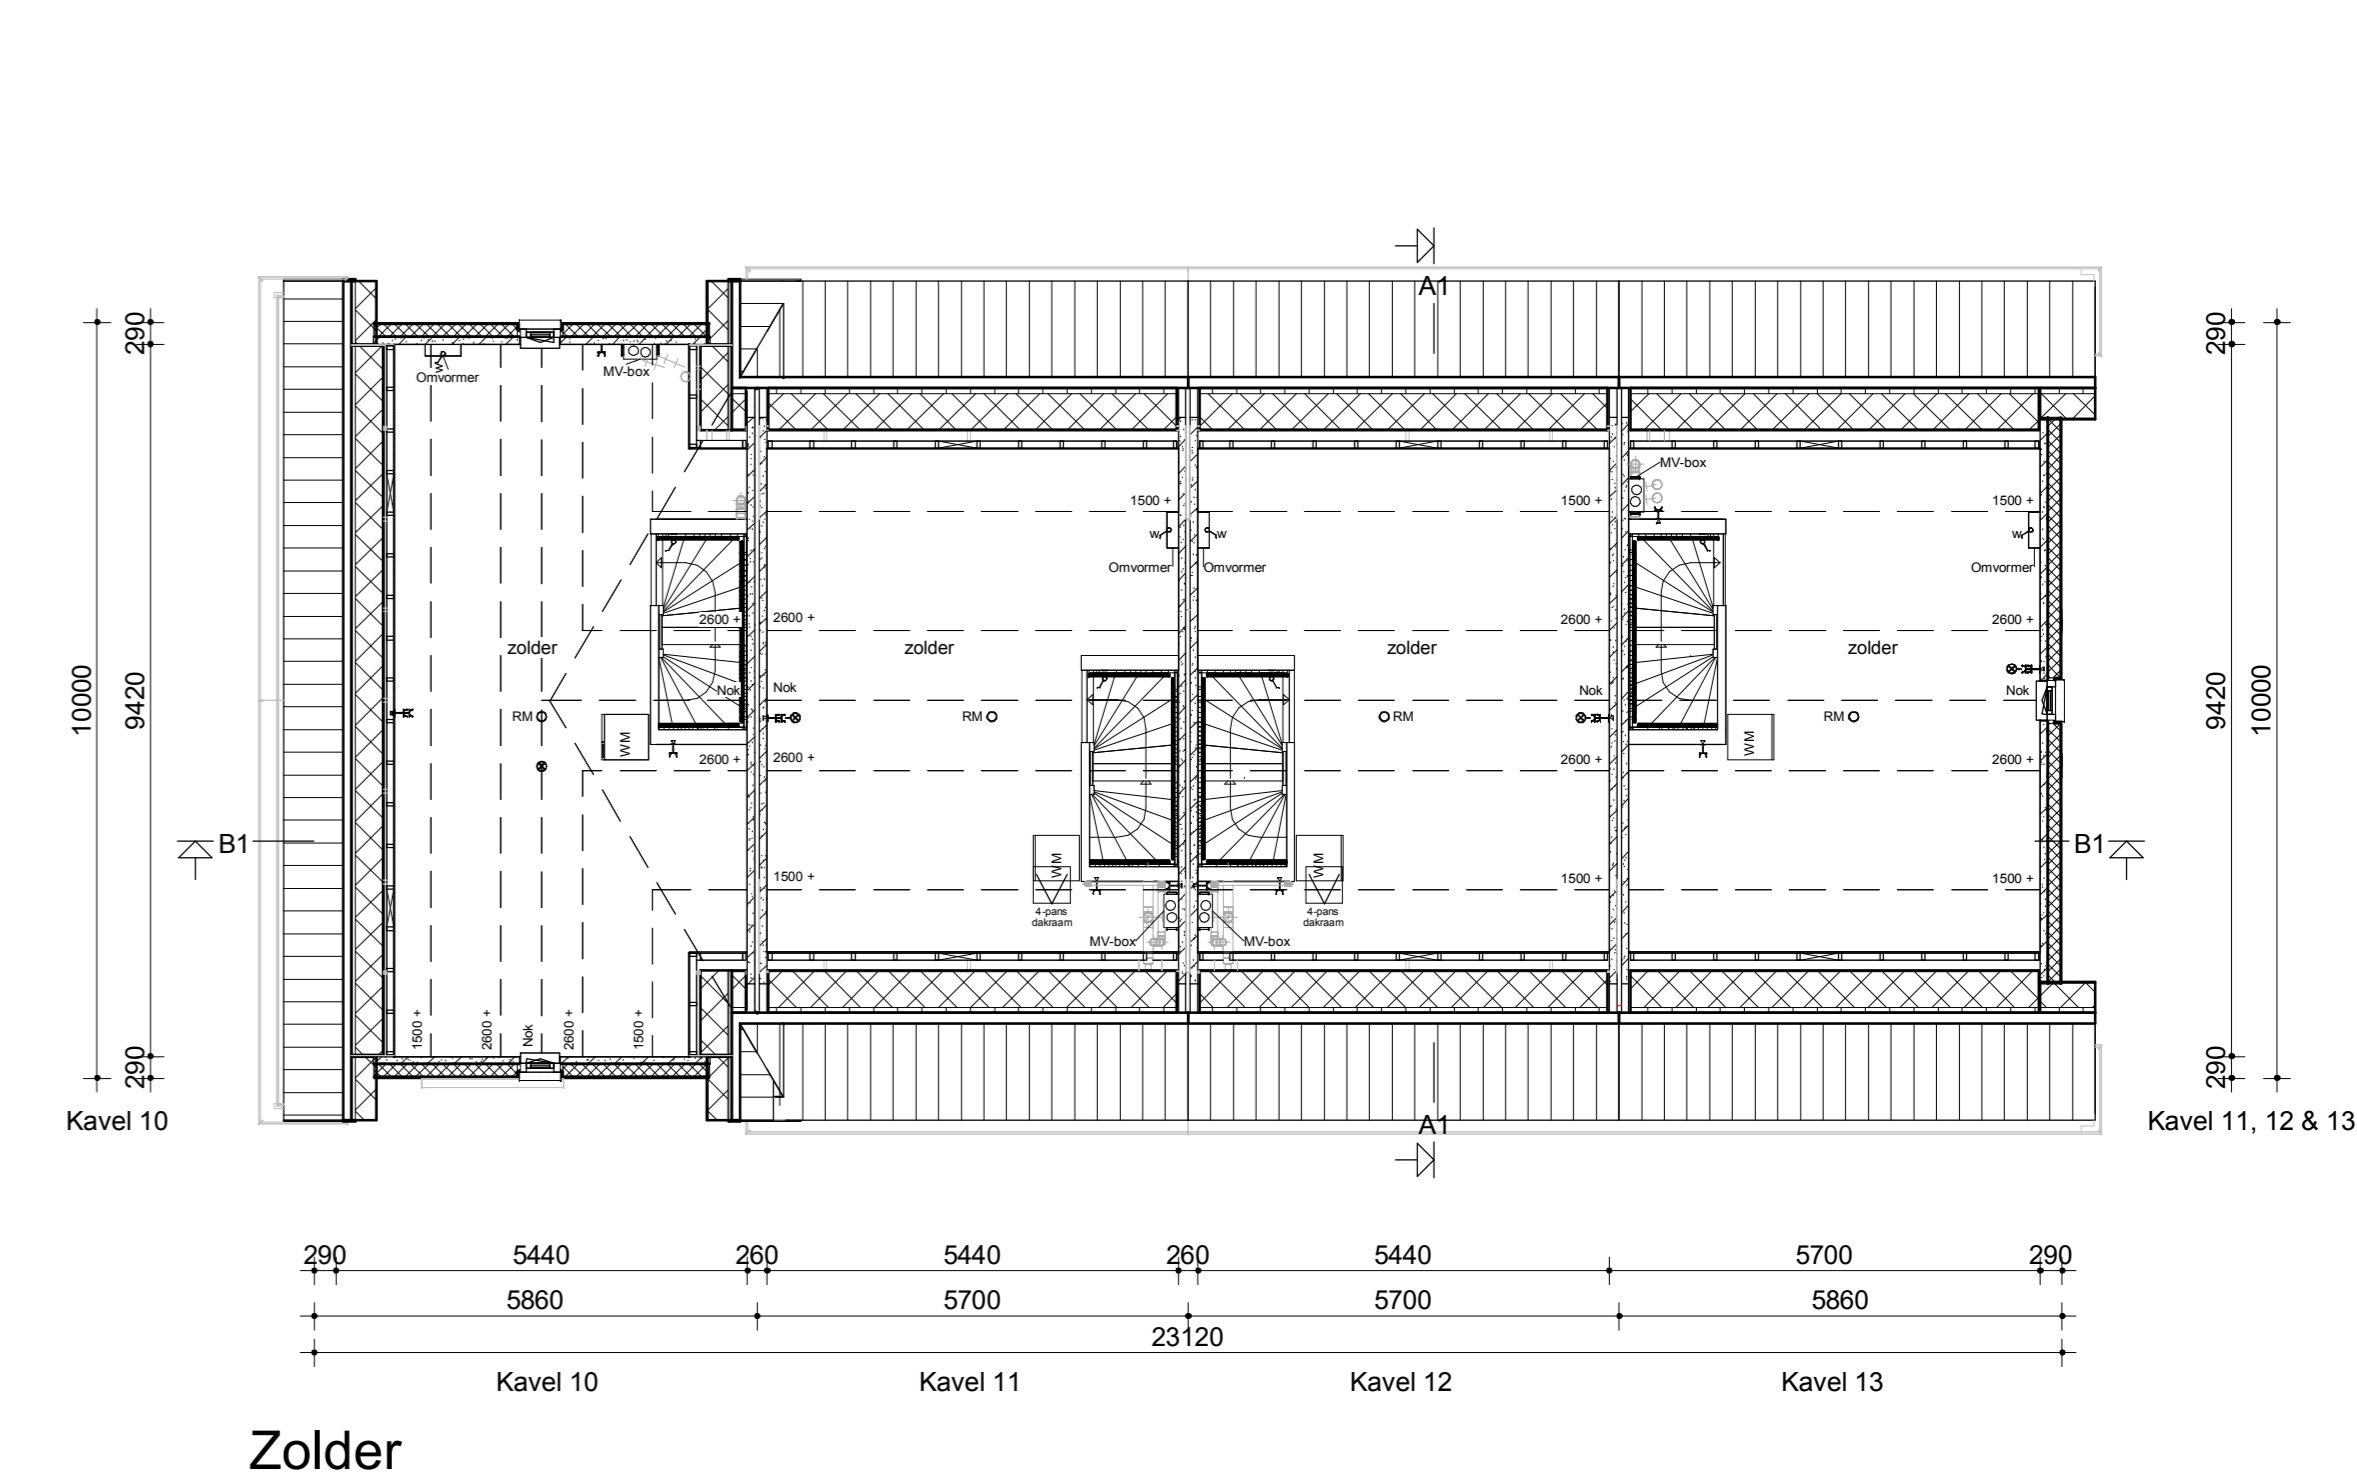 A1
290
290
Omvormer
w
MV-box
MV-box
1500 +
1500 +
1500 +
w
w
w
Omvormer
Omvormer
Omvormer
2600 +
2600 +
2600 +
2600 +
zolder
zolder
zolder
zolder
10000
9420
9420
10000
Nok
Nok
Nok
Nok
RM
RM
RM
RM
WM
WM
2600 +
2600 +
2600 +
2600 +
B1
B1
WM
WM
1500 +
1500 +
1500 +
4-pans
dakraam
4-pans
dakraam
MV-box
MV-box
1500 +
2600 +
Nok
2600 +
1500 +
290
290
Kavel 10
A1
Kavel 11, 12 & 13
290
5440
260
5440
260
5440
5700
290
5860
5700
5700
5860
23120
Kavel 10
Kavel 11
Kavel 12
Kavel 13
Zolder